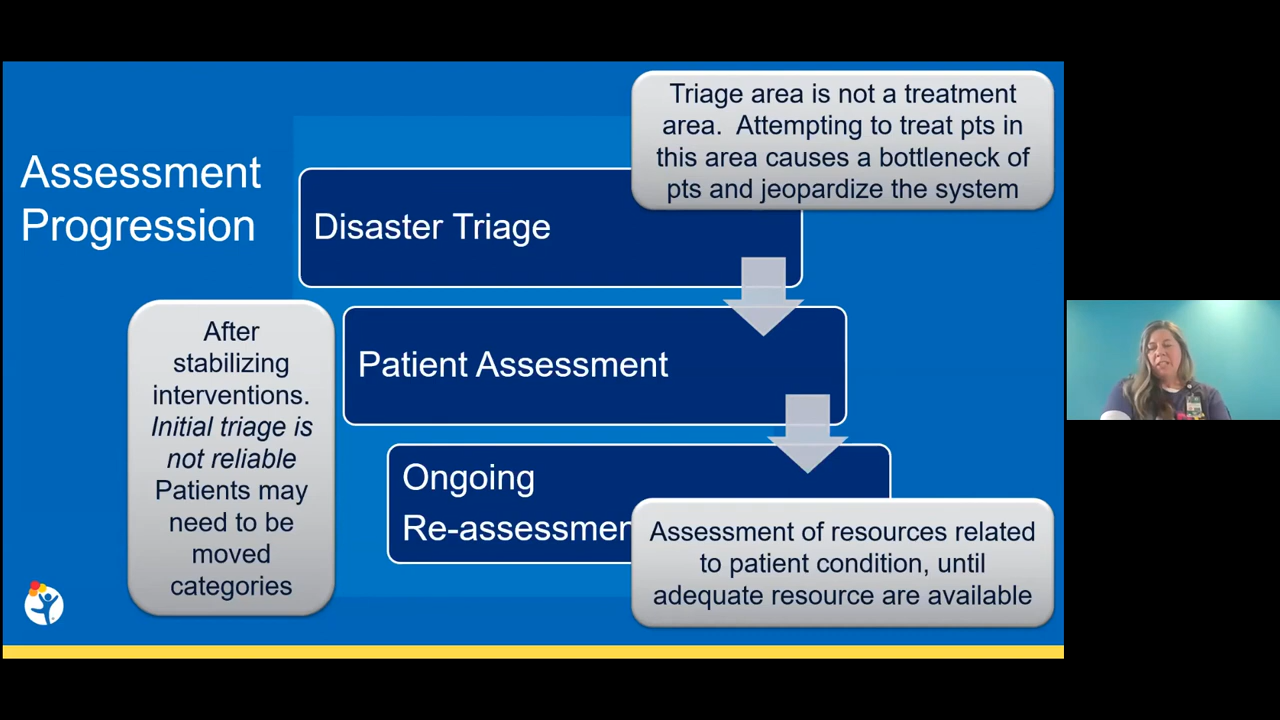 Assessment
Progression
Triage area is not a treatment
area.  Attempting to treat pts in
this area causes a bottleneck of
pts and jeopardize the system
Disaster Triage
After
stabilizing
interventions.
Initial triage is
not reliable
Patients may
need to be
moved
categories
Patient Assessment
Ongoing
Re-assessmen
Assessment of resources related
to patient condition, until
adequate resource are available